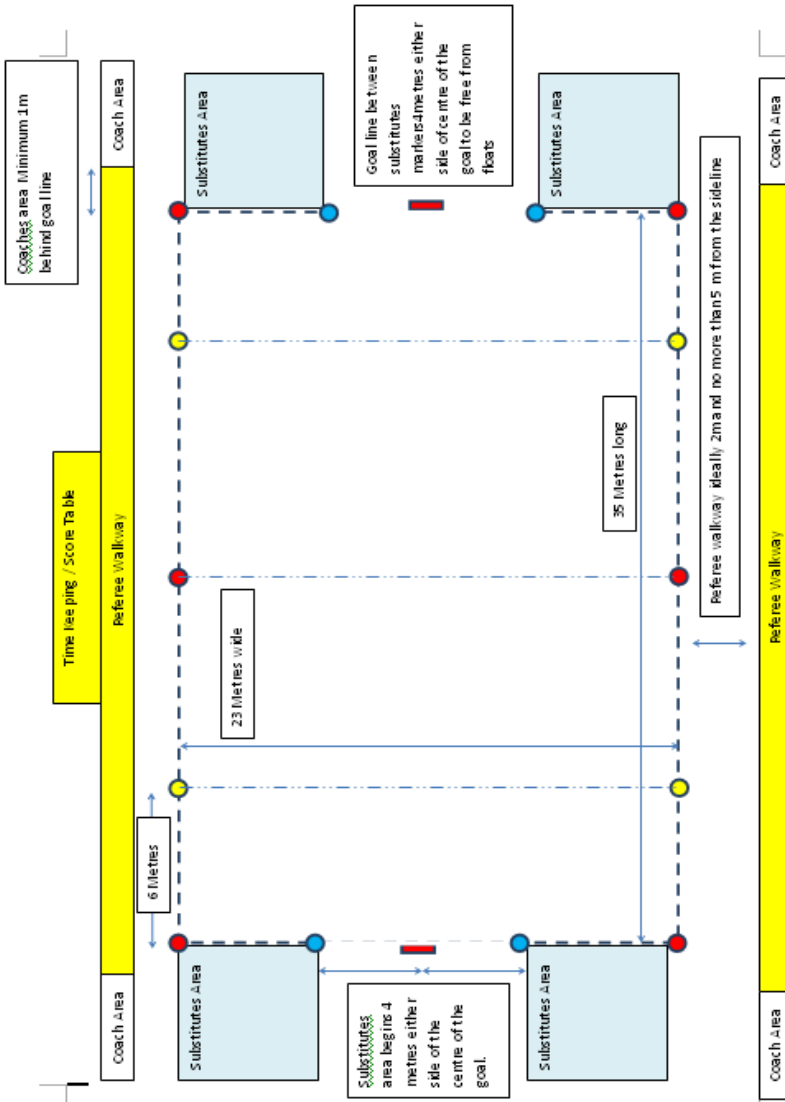 Coaches area Minimum 1m
behind goal line
Time Keeping / Score Table
Coach Area
Referee Walkway
Coach Area
6 Metres
Substitutes Area
Substitutes Area
23 Metres wide
Substitutes
area begins 4
metres either
side of the
centre of the
goal.
Goal line between
substitutes
markers4metres either
side of centre of the
goal to be free from
floats
35 Metres long
Substitutes Area
Substitutes Area
Referee walkway ideally 2m and no more than 5 m from the sideline
Coach Area
Referee Walkway
Coach Area